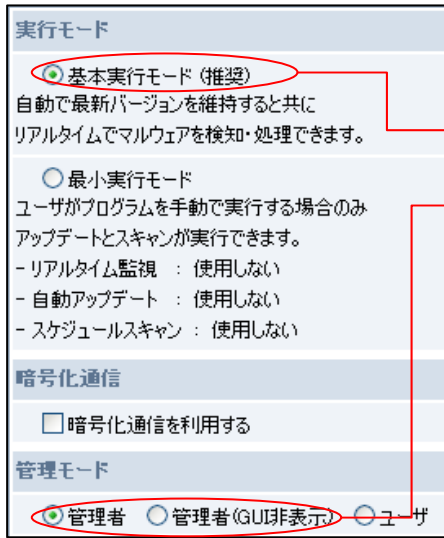 実行モード
基本実行モード (推奨)
自動で最新バージョンを維持すると共に
リアルタイムでマルウェアを検知・処理できます。
最小実行モード
ユーザがプログラムを手動で実行する場合のみ
アップデートとスキャンが実行できます。
- リアルタイム監視 : 使用しない
- 自動アップデート : 使用しない
- スケジュールスキャン : 使用しない
暗号化通信
暗号化通信を利用する
管理モード
管理者 管理者(GUI非表示) ユーザ